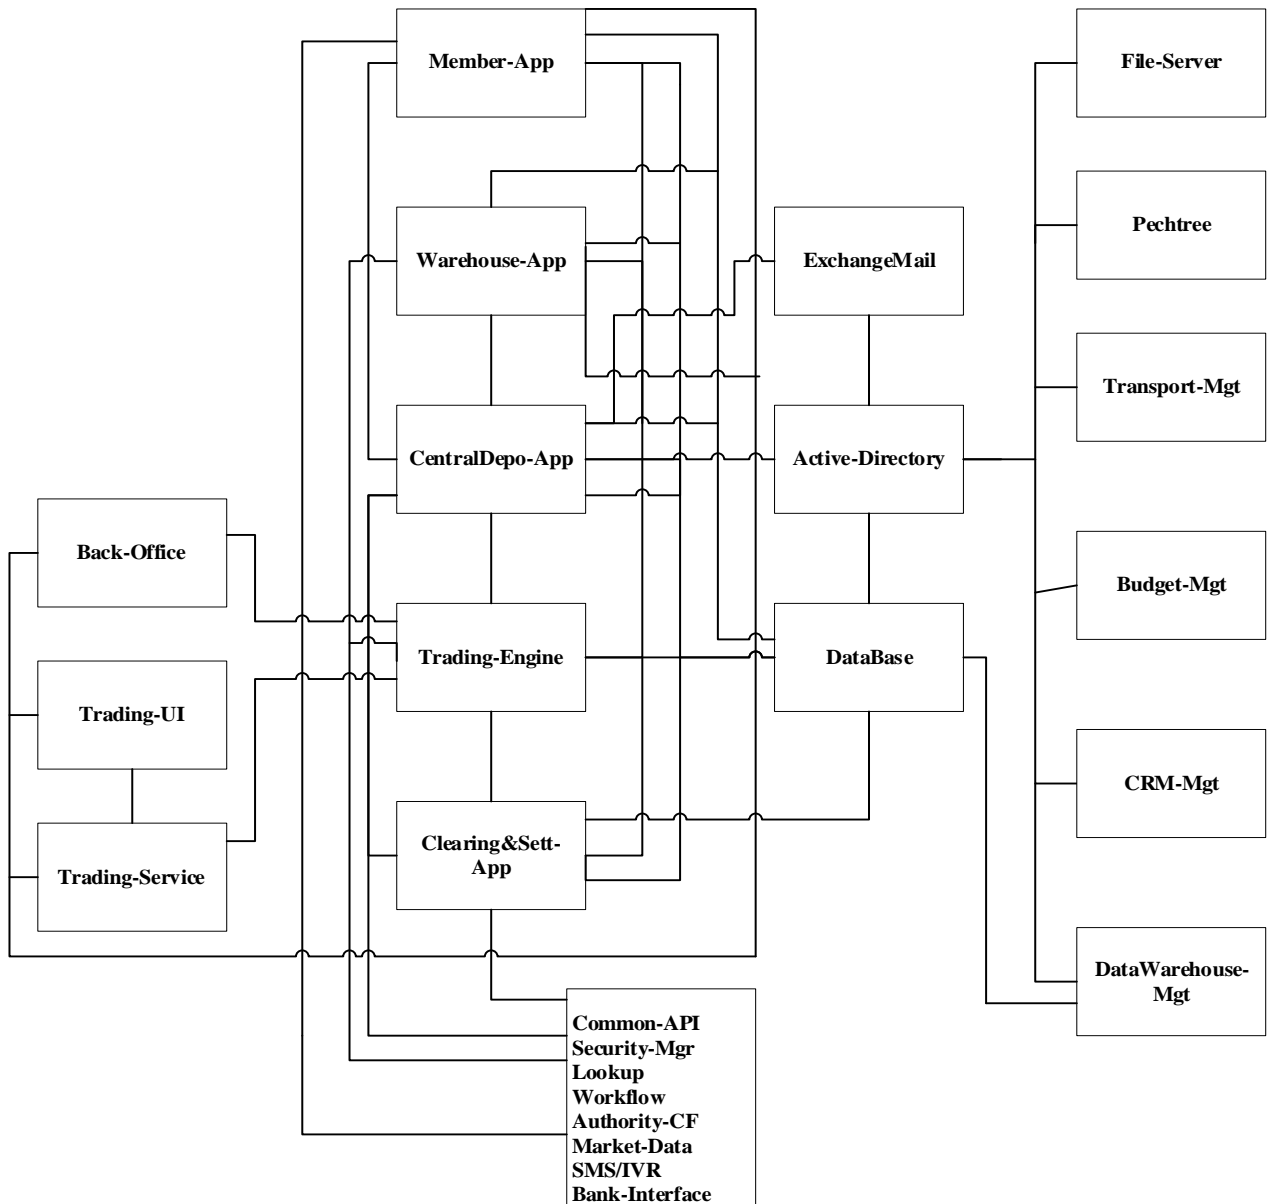 Member-App
File-Server
Pechtree
Warehouse-App
ExchangeMail
Transport-Mgt
CentralDepo-App
Active-Directory
Back-Office
Budget-Mgt
Trading-Engine
DataBase
Trading-UI
CRM-Mgt
Clearing&Sett-
App
Trading-Service
DataWarehouse-
Mgt
Common-API
Security-Mgr
Lookup
Workflow
Authority-CF
Market-Data
SMS/IVR
Bank-Interface